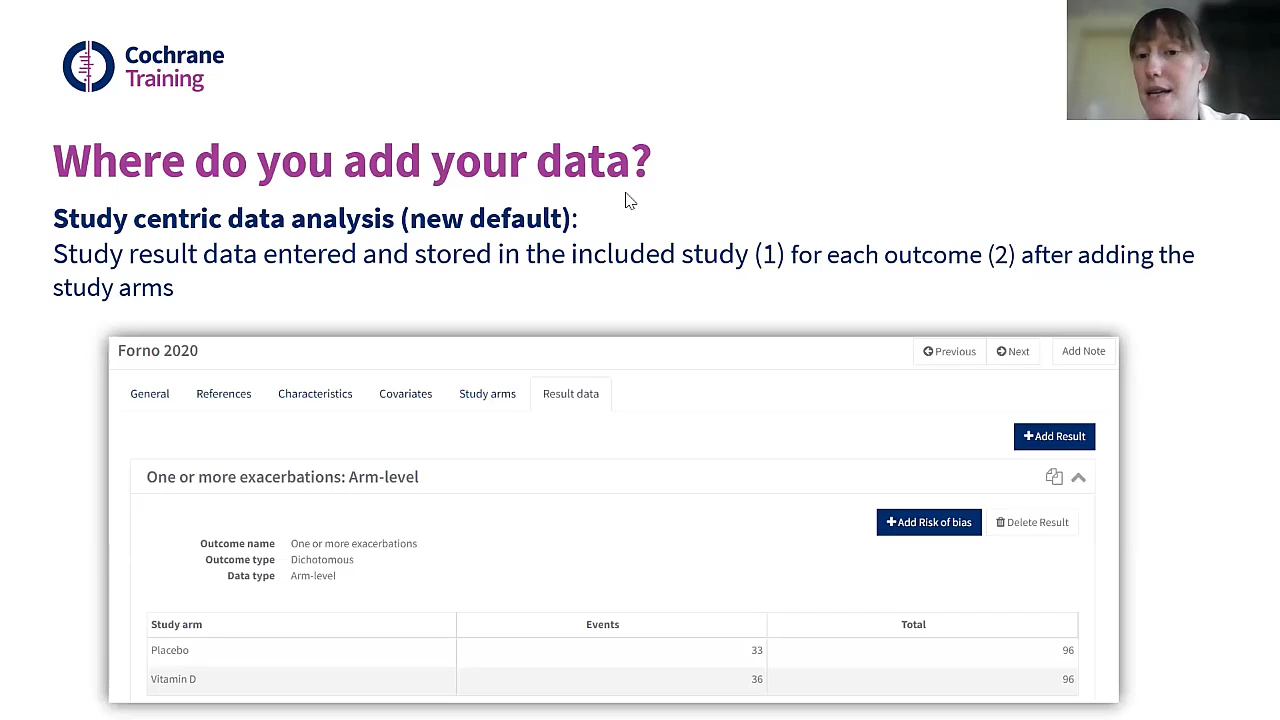 Cochrane
Training
Where do you add your data?
Study centric data analysis (new default):
Study result data entered and stored in the included study (1) for each outcome (2) after adding the
study arms
Forno 2020
Previous
Next
Add Note
General
References
Characteristics
Covariates
Study arms
Result data
+Add Result
One or more exacerbations: Arm-level
+Add Risk of bias
Delete Result
Outcome name One or more exacerbations
Outcome type Dichotomous
Data type Arm-level
Study arm Events Total
Placebo 33 96
Vitamin D 36 96